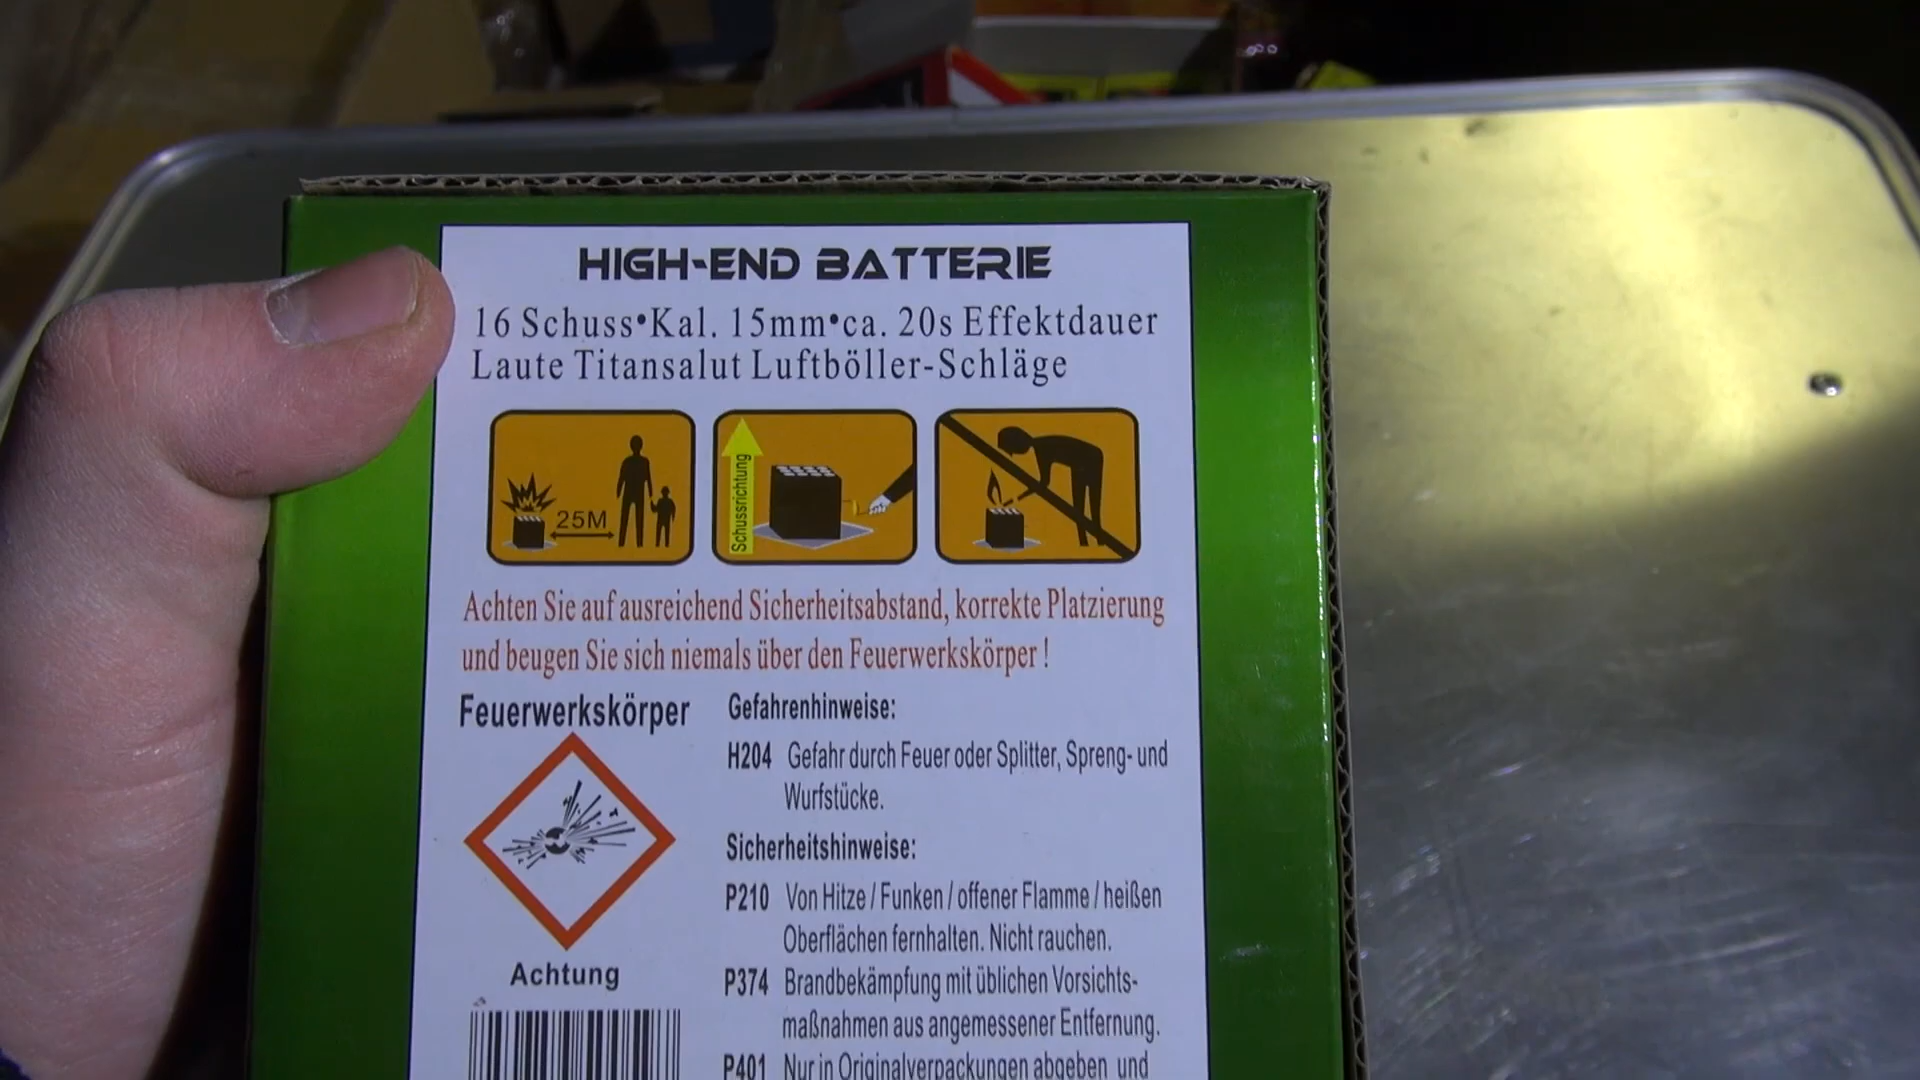 HIGH-END BATTERIE
16 Schuss•Kal. 15mm•ca. 20s Effektdauer
Laute Titansalut Luftböller-Schläge
25M
Schussrichtung
Achten Sie auf ausreichend Sicherheitsabstand, korrekte Platzierung
und beugen Sie sich niemals über den Feuerwerkskörper !
Feuerwerkskörper
Achtung
Gefahrenhinweise:
H204 Gefahr durch Feuer oder Splitter, Spreng- und
Wurfstücke.
Sicherheitshinweise:
P210 Von Hitze / Funken / offener Flamme / heißen
Oberflächen fernhalten. Nicht rauchen.
P374 Brandbekämpfung mit üblichen Vorsichts-
maßnahmen aus angemessener Entfernung.
P401 Nur in Originalverpackungen abgeben und